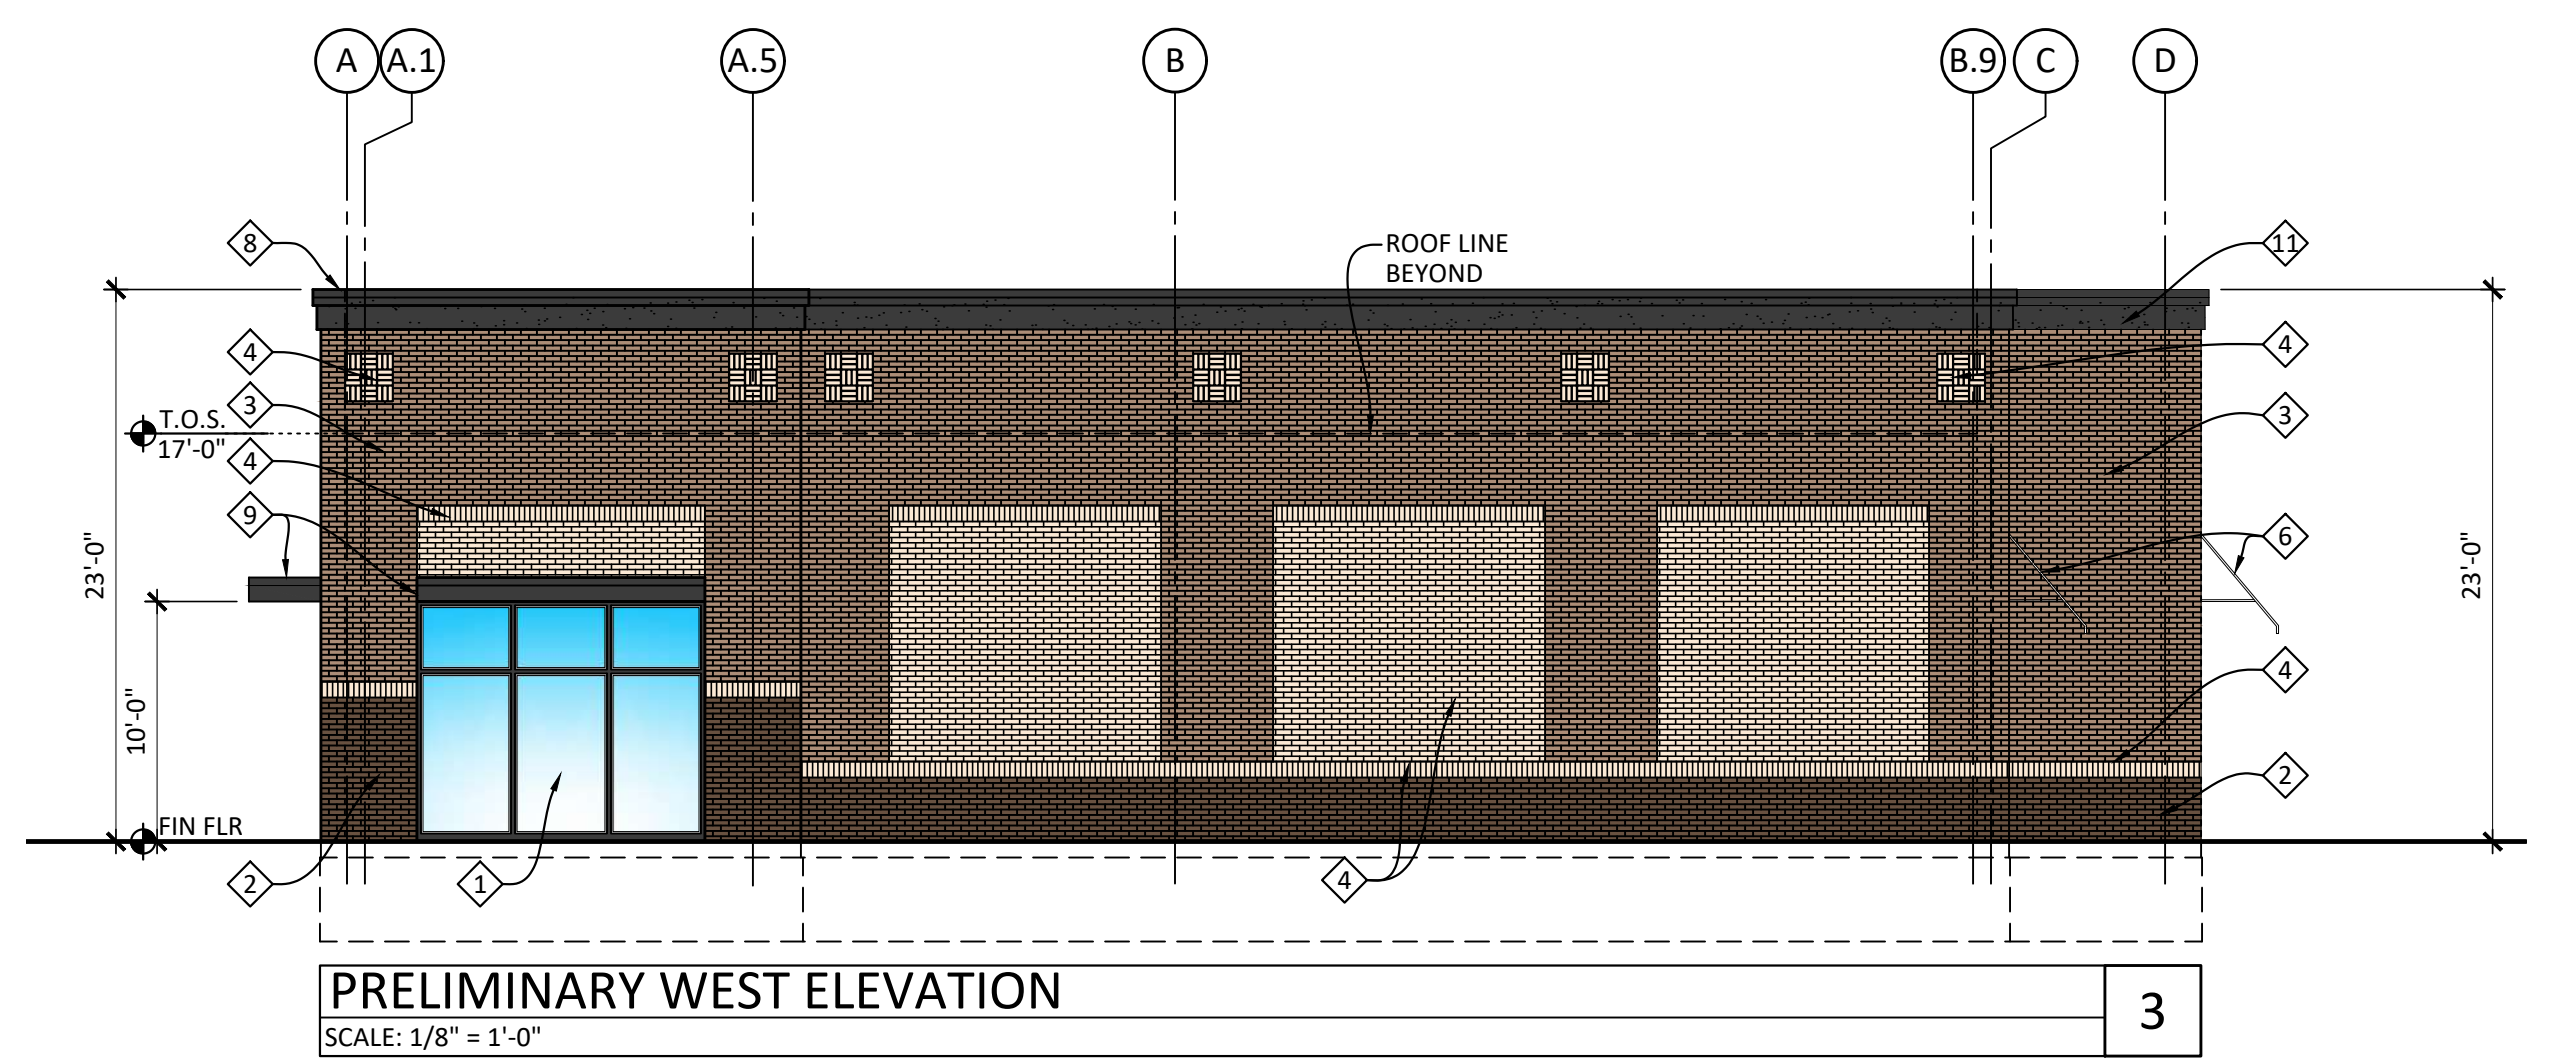 A A.1 A.5 B B.9 C D
8 ROOF LINE 11
BEYOND
4 4
3 3
T.O.S.
17'-0"
4
9 6
23'-0" 23'-0"
4
10'-0"
2
FIN FLR
2 1 4
PRELIMINARY WEST ELEVATION
3
SCALE: 1/8" = 1'-0"